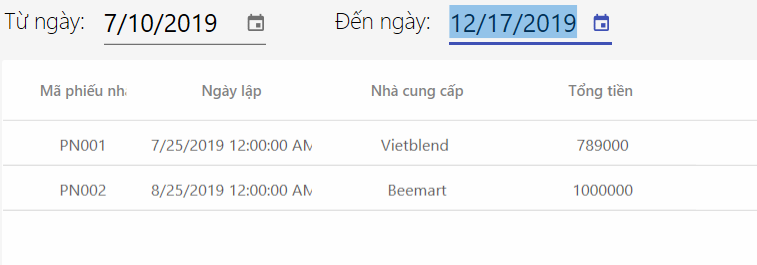 Từ ngày: 7/10/2019 Đến ngày: 12/17/2019
Mã phiếu nh Ngày lập Nhà cung cấp Tổng tiền
PN001 7/25/2019 12:00:00 AM Vietblend 789000
PN002 8/25/2019 12:00:00 AM Beemart 1000000